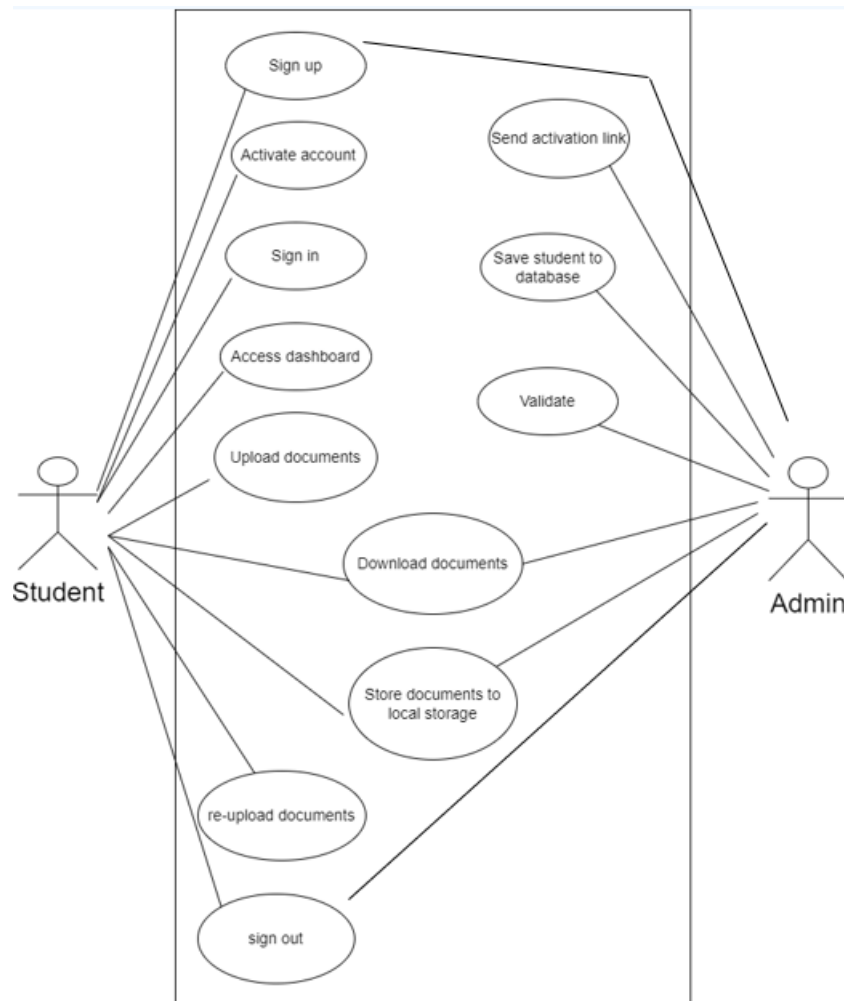 Sign up
Send activation link
Activate account
Sign in
Save student to
database
Access dashboard
Validate
Upload documents
Student
Download documents
Admin
Store documents to
local storage
re-upload documents
sign out